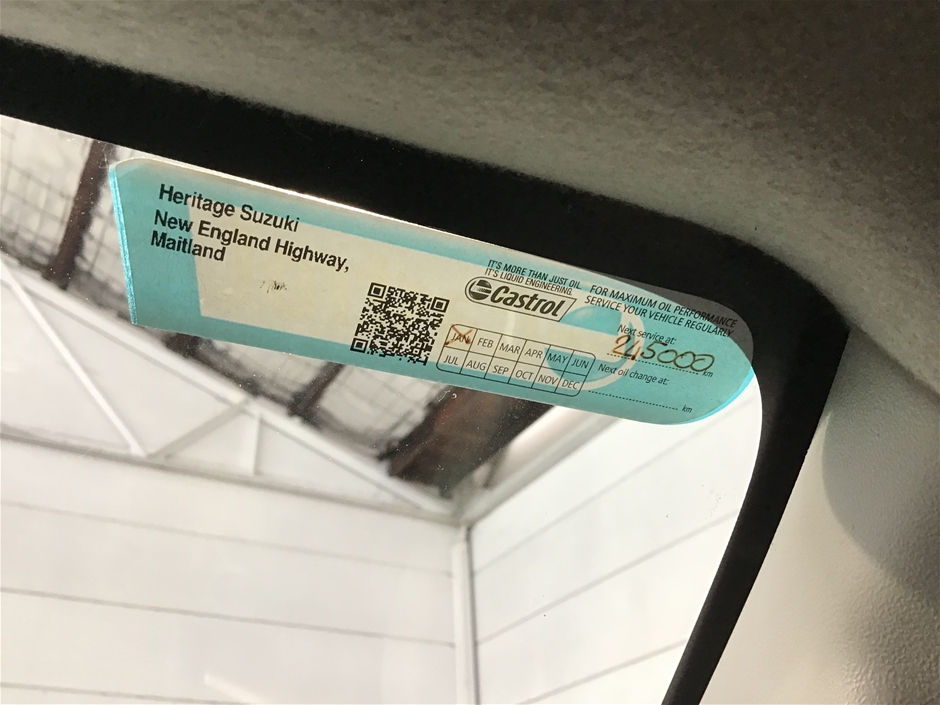 Heritage Suzuki
New England Highway,
Maitland
IT'S MORE THAN JUST OIL
IT'S LIQUID ENGINEERING.
Castrol
JAN FEB MAR APR MAY JUN
JUL AUG SEP OCT NOV DEC
FOR MAXIMUM OIL PERFORMANCE
SERVICE YOUR VEHICLE REGULARLY
Next service at:
245000 km
Next oil change at:
km